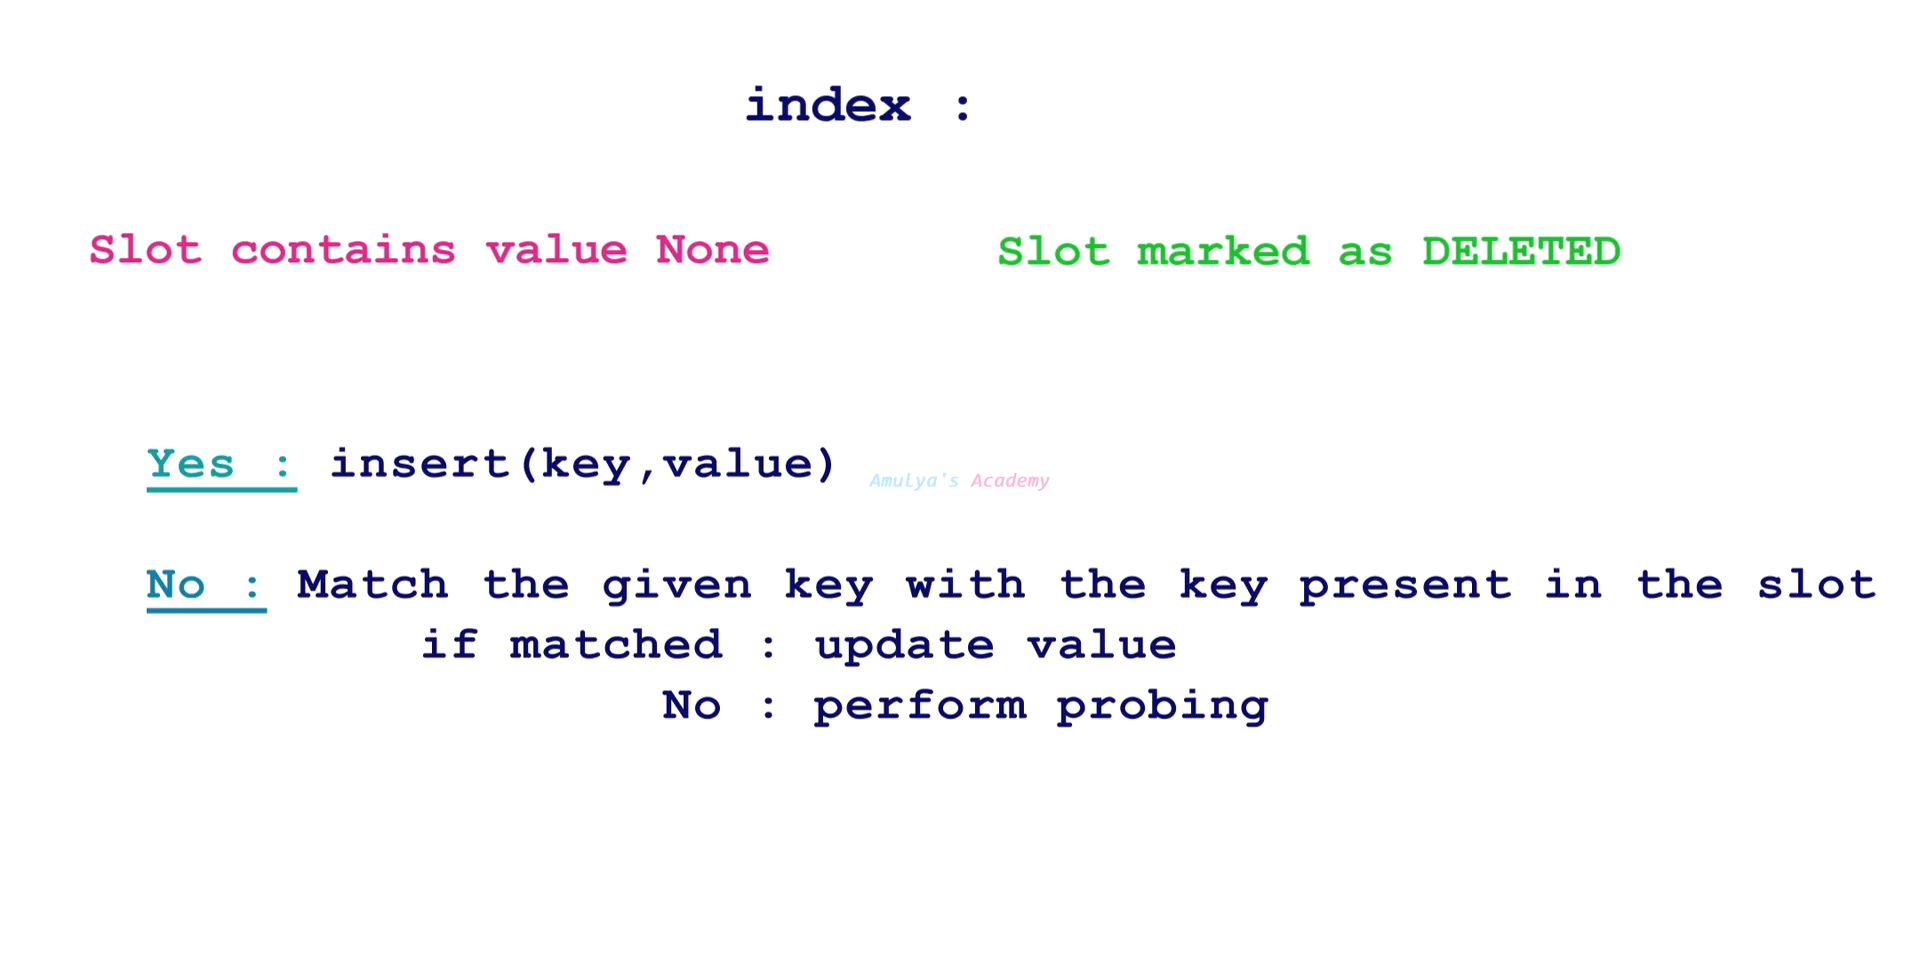 index :
Slot contains value None
Slot marked as DELETED
Yes : insert(key,value)
Amulya's Academy
No : Match the given key with the key present in the slot
if matched : update value
No : perform probing